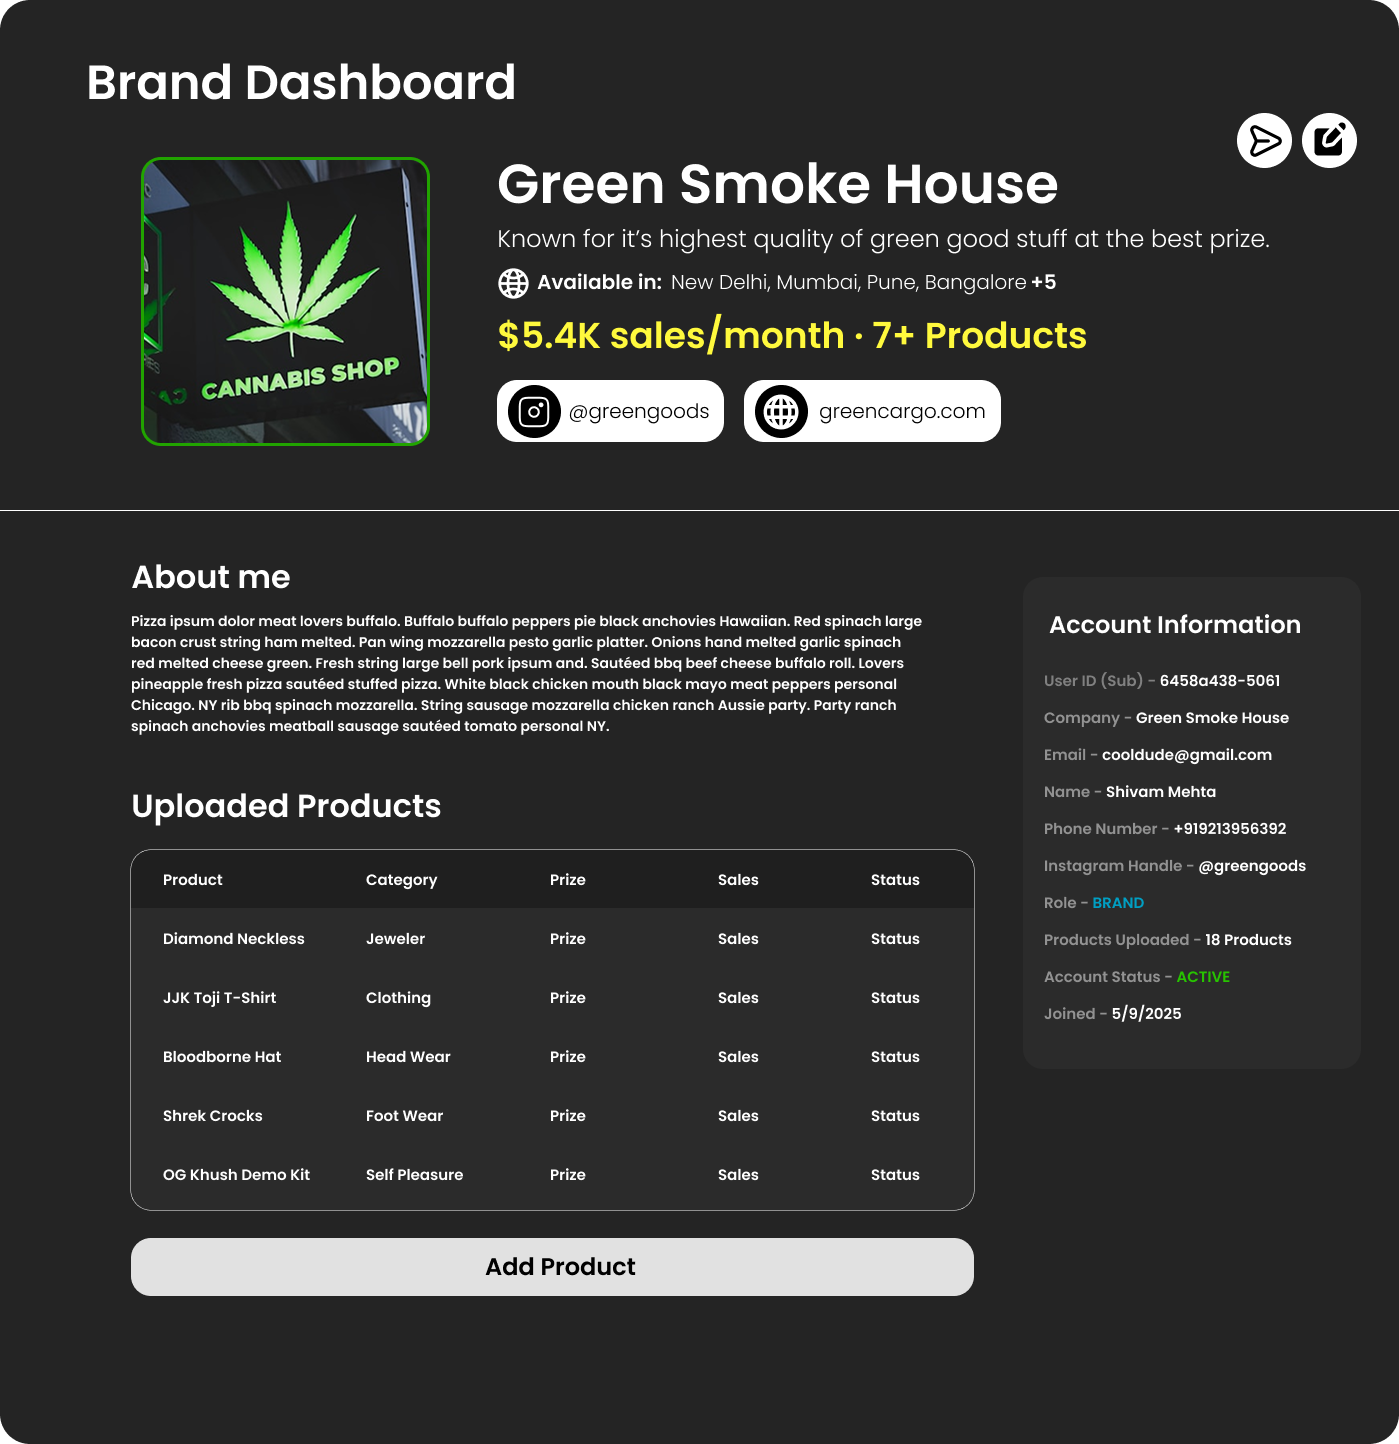 Brand Dashboard
CANNABIS SHOP
Green Smoke House
Known for it’s highest quality of green good stuff at the best prize.
Available in: New Delhi, Mumbai, Pune, Bangalore +5
$5.4K sales/month · 7+ Products
@greengoods
greencargo.com
About me
Pizza ipsum dolor meat lovers buffalo. Buffalo buffalo peppers pie black anchovies Hawaiian. Red spinach large
bacon crust string ham melted. Pan wing mozzarella pesto garlic platter. Onions hand melted garlic spinach
red melted cheese green. Fresh string large bell pork ipsum and. Sautéed bbq beef cheese buffalo roll. Lovers
pineapple fresh pizza sautéed stuffed pizza. White black chicken mouth black mayo meat peppers personal
Chicago. NY rib bbq spinach mozzarella. String sausage mozzarella chicken ranch Aussie party. Party ranch
spinach anchovies meatball sausage sautéed tomato personal NY.
Uploaded Products
Product Category Prize Sales Status
Diamond Neckless Jeweler Prize Sales Status
JJK Toji T-Shirt Clothing Prize Sales Status
Bloodborne Hat Head Wear Prize Sales Status
Shrek Crocks Foot Wear Prize Sales Status
OG Khush Demo Kit Self Pleasure Prize Sales Status
Add Product
Account Information
User ID (Sub) - 6458a438-5061
Company - Green Smoke House
Email - cooldude@gmail.com
Name - Shivam Mehta
Phone Number - +919213956392
Instagram Handle - @greengoods
Role - BRAND
Products Uploaded - 18 Products
Account Status - ACTIVE
Joined - 5/9/2025